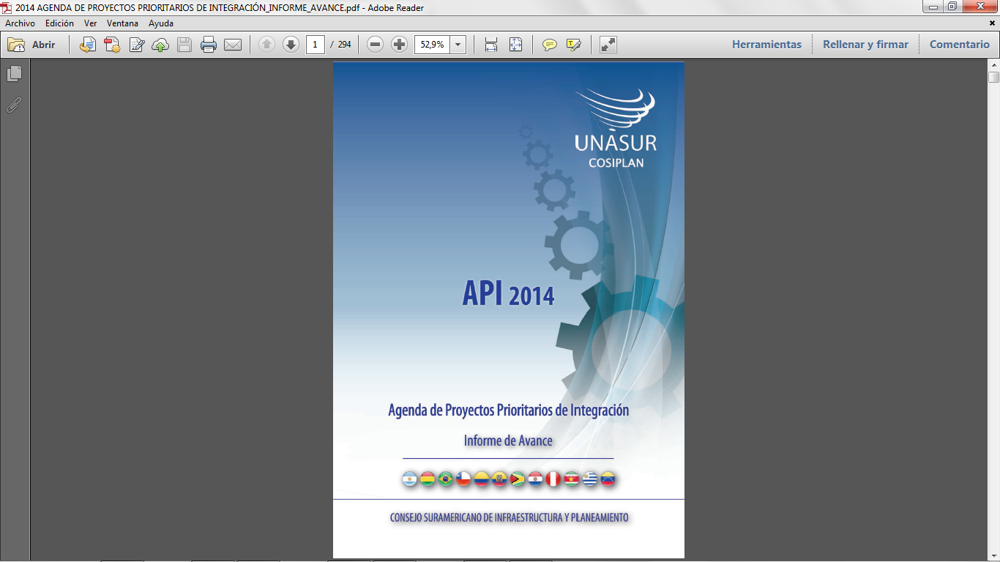 2014 AGENDA DE PROYECTOS PRIORITARIOS DE INTEGRACIÓN_INFORME_AVANCE.pdf - Adobe Reader
Archivo Edición Ver Ventana Ayuda
Abrir 1 / 294 52,9% Herramientas Rellenar y firmar Comentario
UNASUR
COSIPLAN
API 2014
Agenda de Proyectos Prioritarios de Integración
Informe de Avance
CONSEJO SURAMERICANO DE INFRAESTRUCTURA Y PLANEAMIENTO